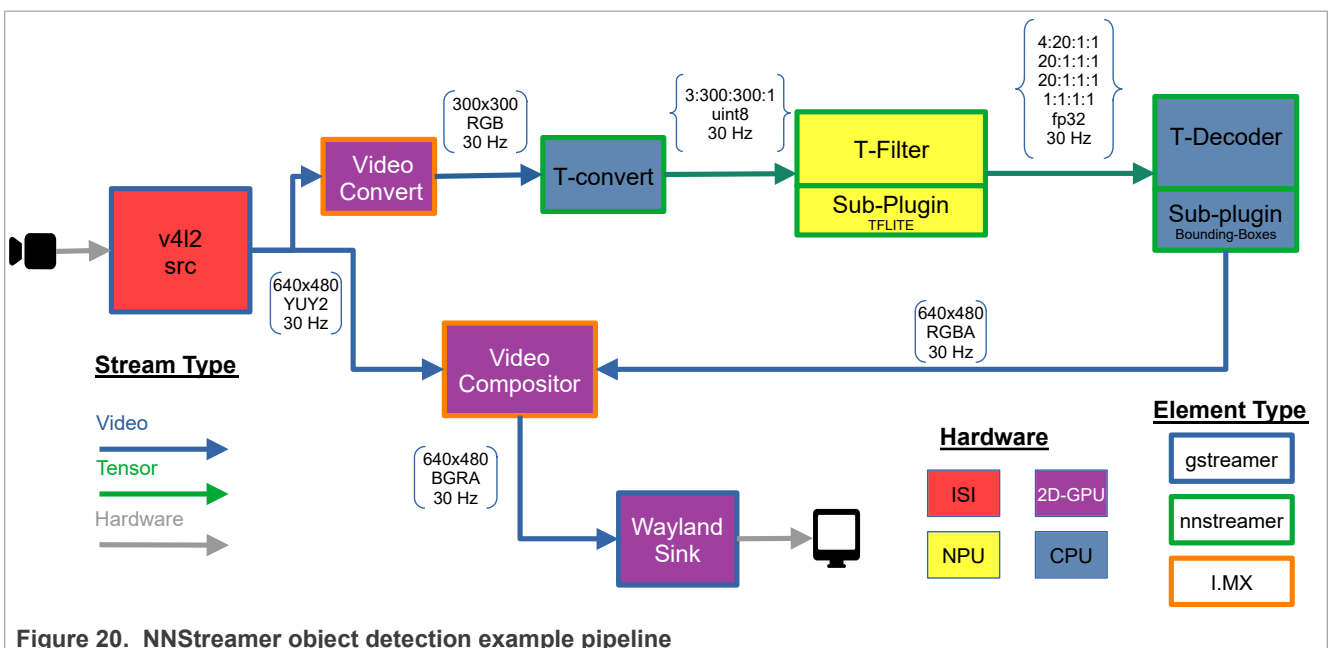 300x300
RGB
30 Hz
3:300:300:1
uint8
30 Hz
4:20:1:1
20:1:1:1
20:1:1:1
1:1:1:1
fp32
30 Hz
Video
Convert
T-convert
T-Filter
Sub-Plugin
TFLITE
T-Decoder
Sub-plugin
Bounding-Boxes
v4l2
src
640x480
YUY2
30 Hz
640x480
RGBA
30 Hz
Video
Compositor
Stream Type
Video
Tensor
Hardware
640x480
BGRA
30 Hz
Wayland
Sink
Hardware
ISI
2D-GPU
NPU
CPU
Element Type
gstreamer
nnstreamer
I.MX
Figure 20. NNStreamer object detection example pipeline